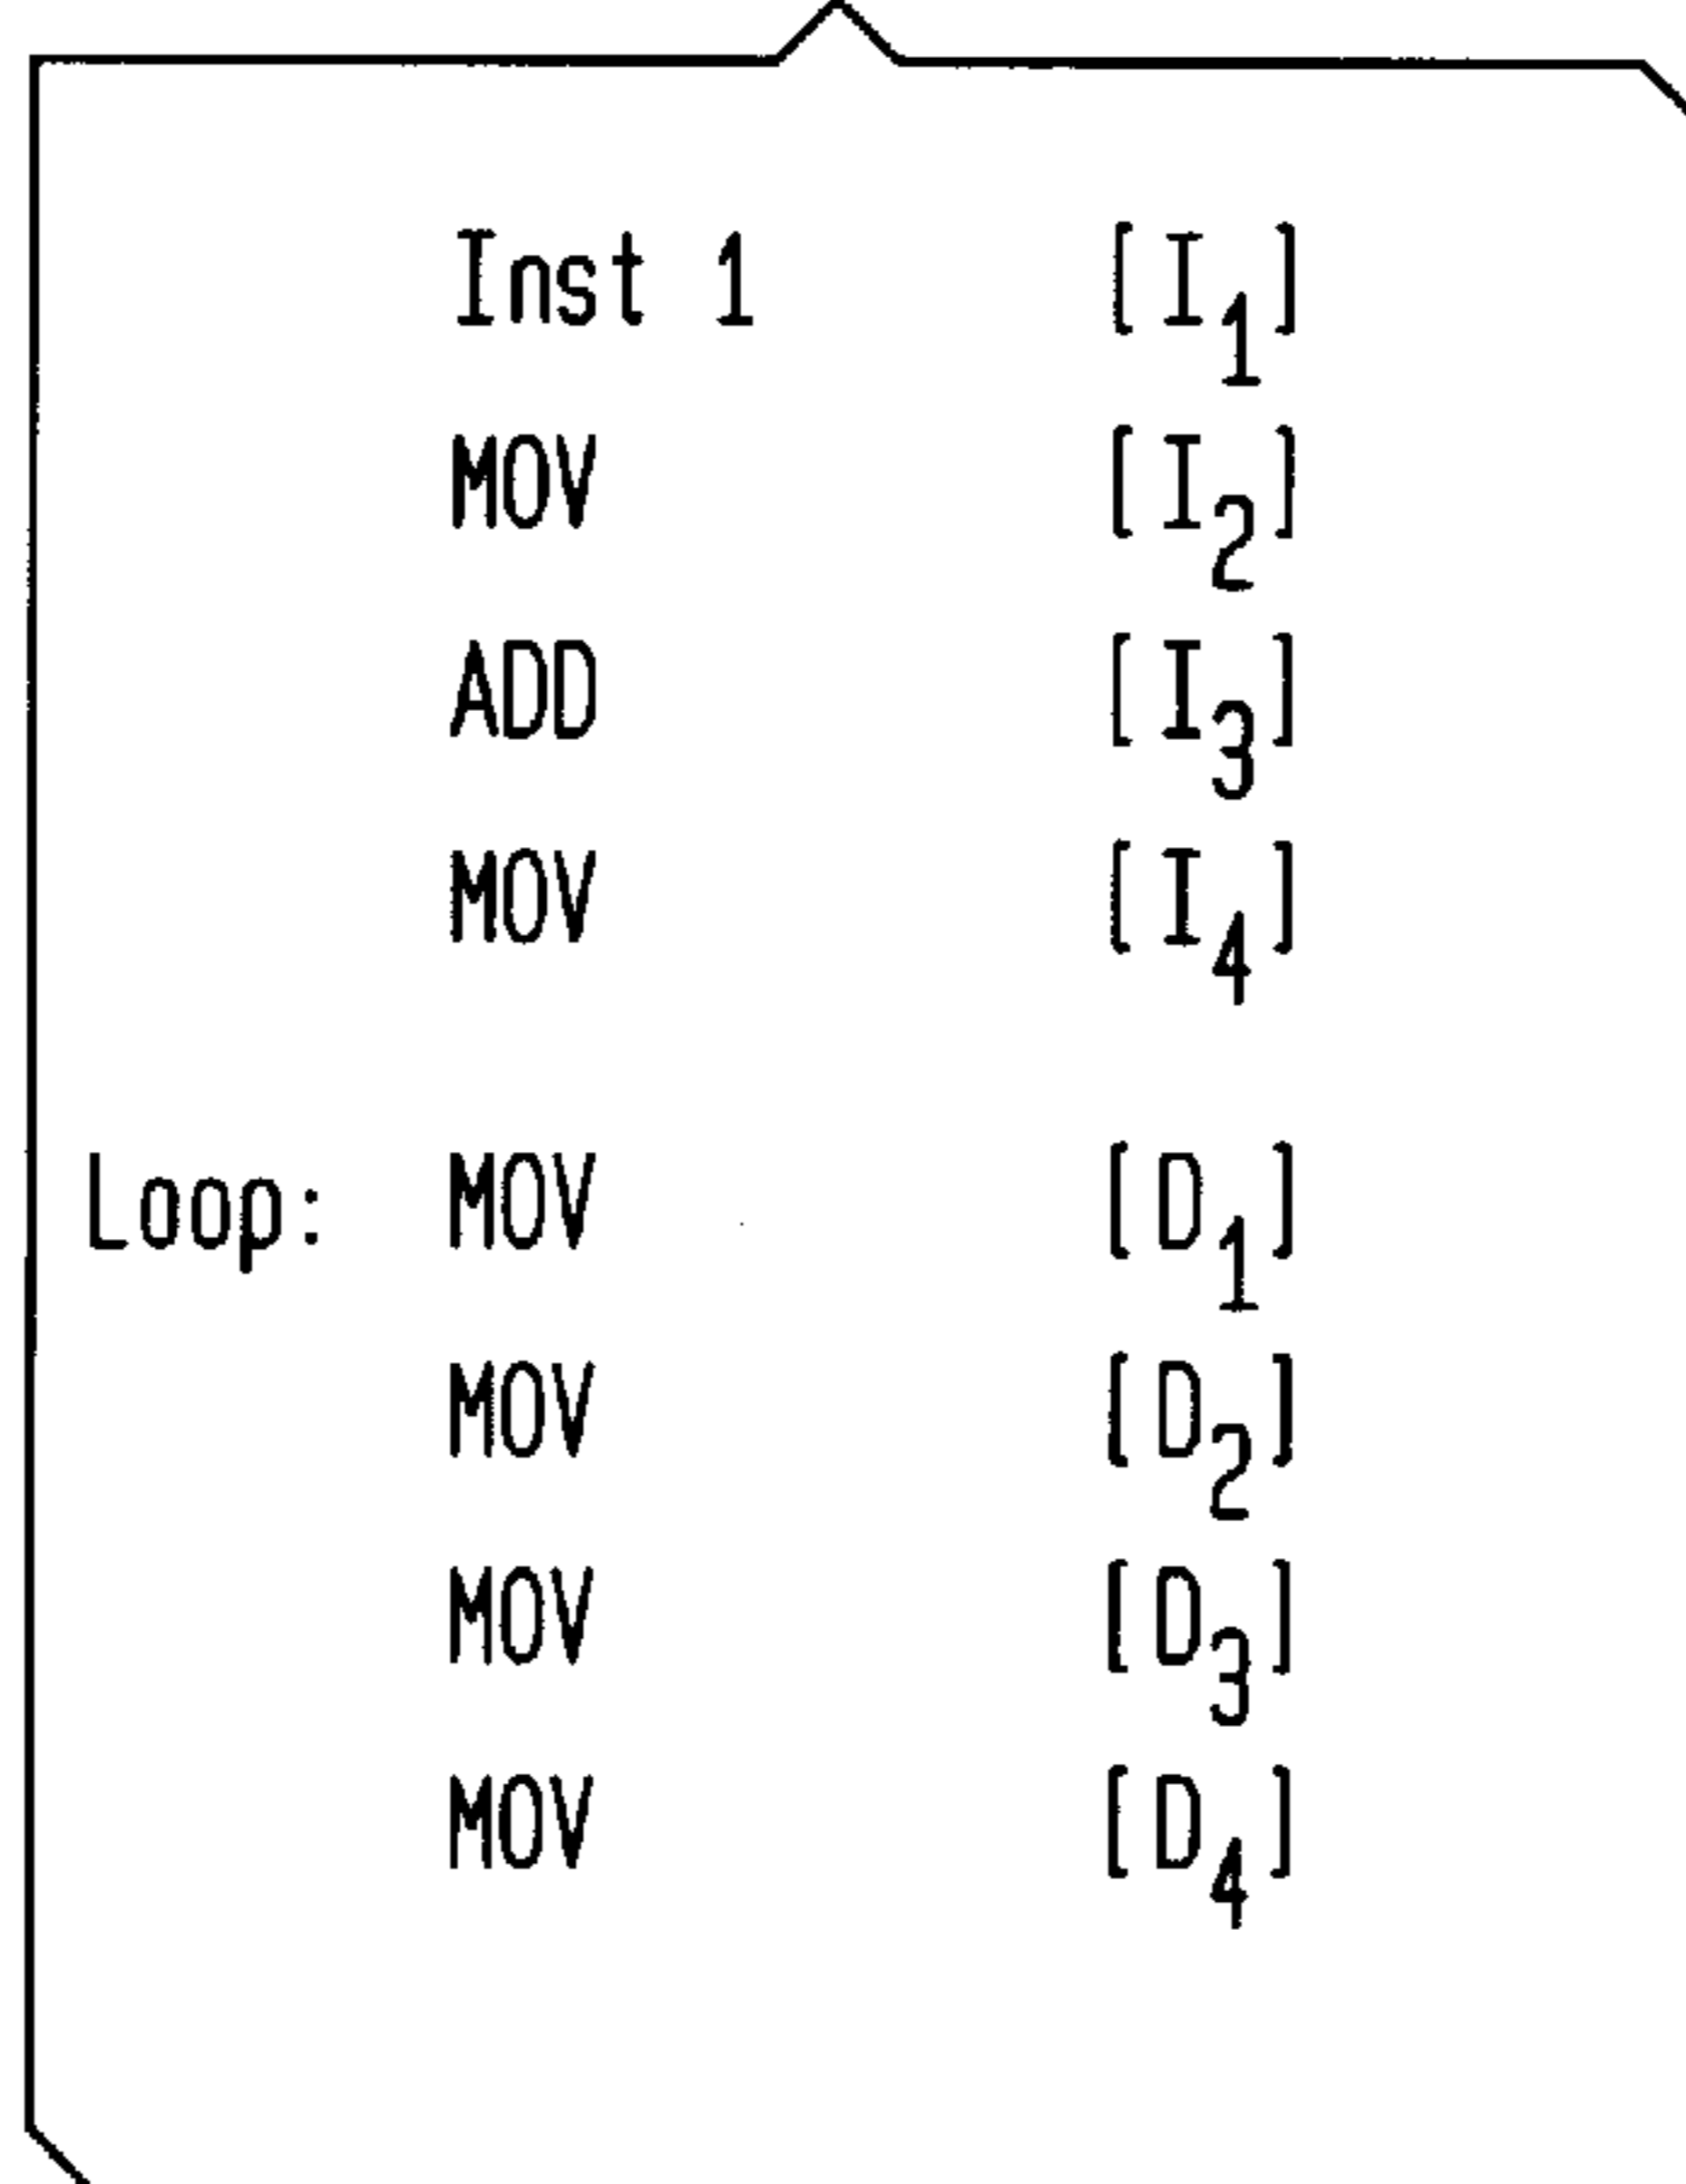 Inst 1 [I1]
MOV [I2]
ADD [I3]
MOV [I4]
Loop: MOV [D1]
MOV [D2]
MOV [D3]
MOV [D4]